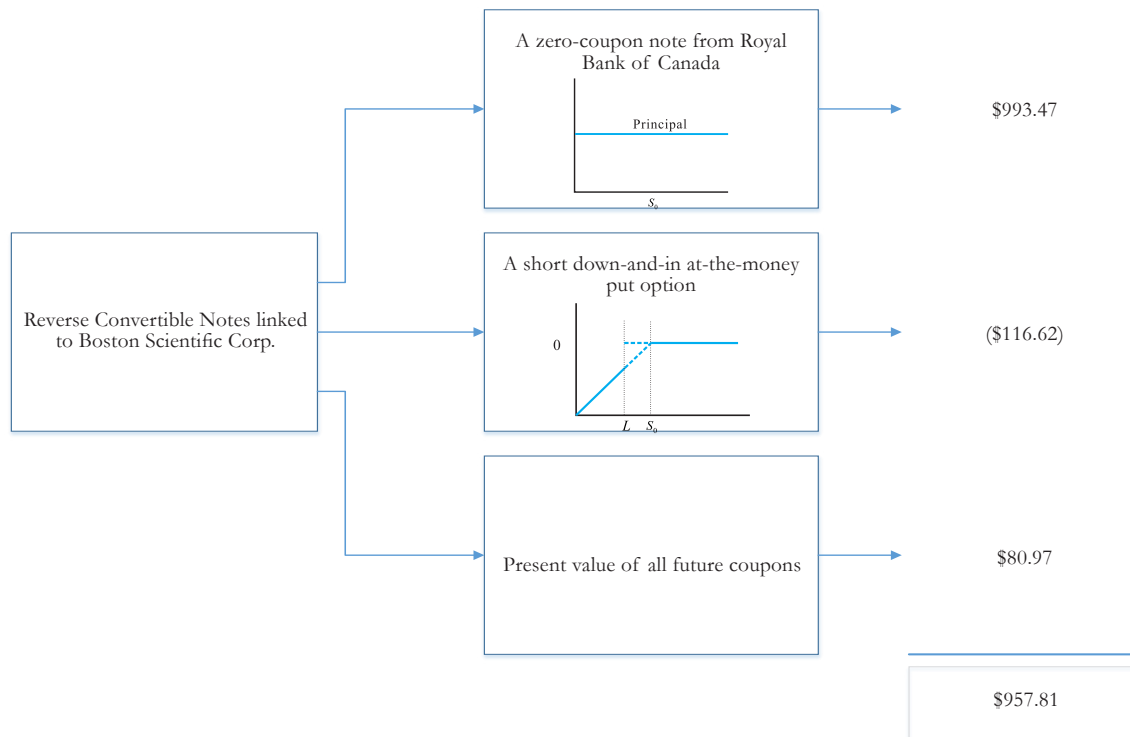 A zero-coupon note from Royal
Bank of Canada
Principal
S₀
$993.47
Reverse Convertible Notes linked
to Boston Scientific Corp.
A short down-and-in at-the-money
put option
0
L S₀
($116.62)
Present value of all future coupons
$80.97
$957.81